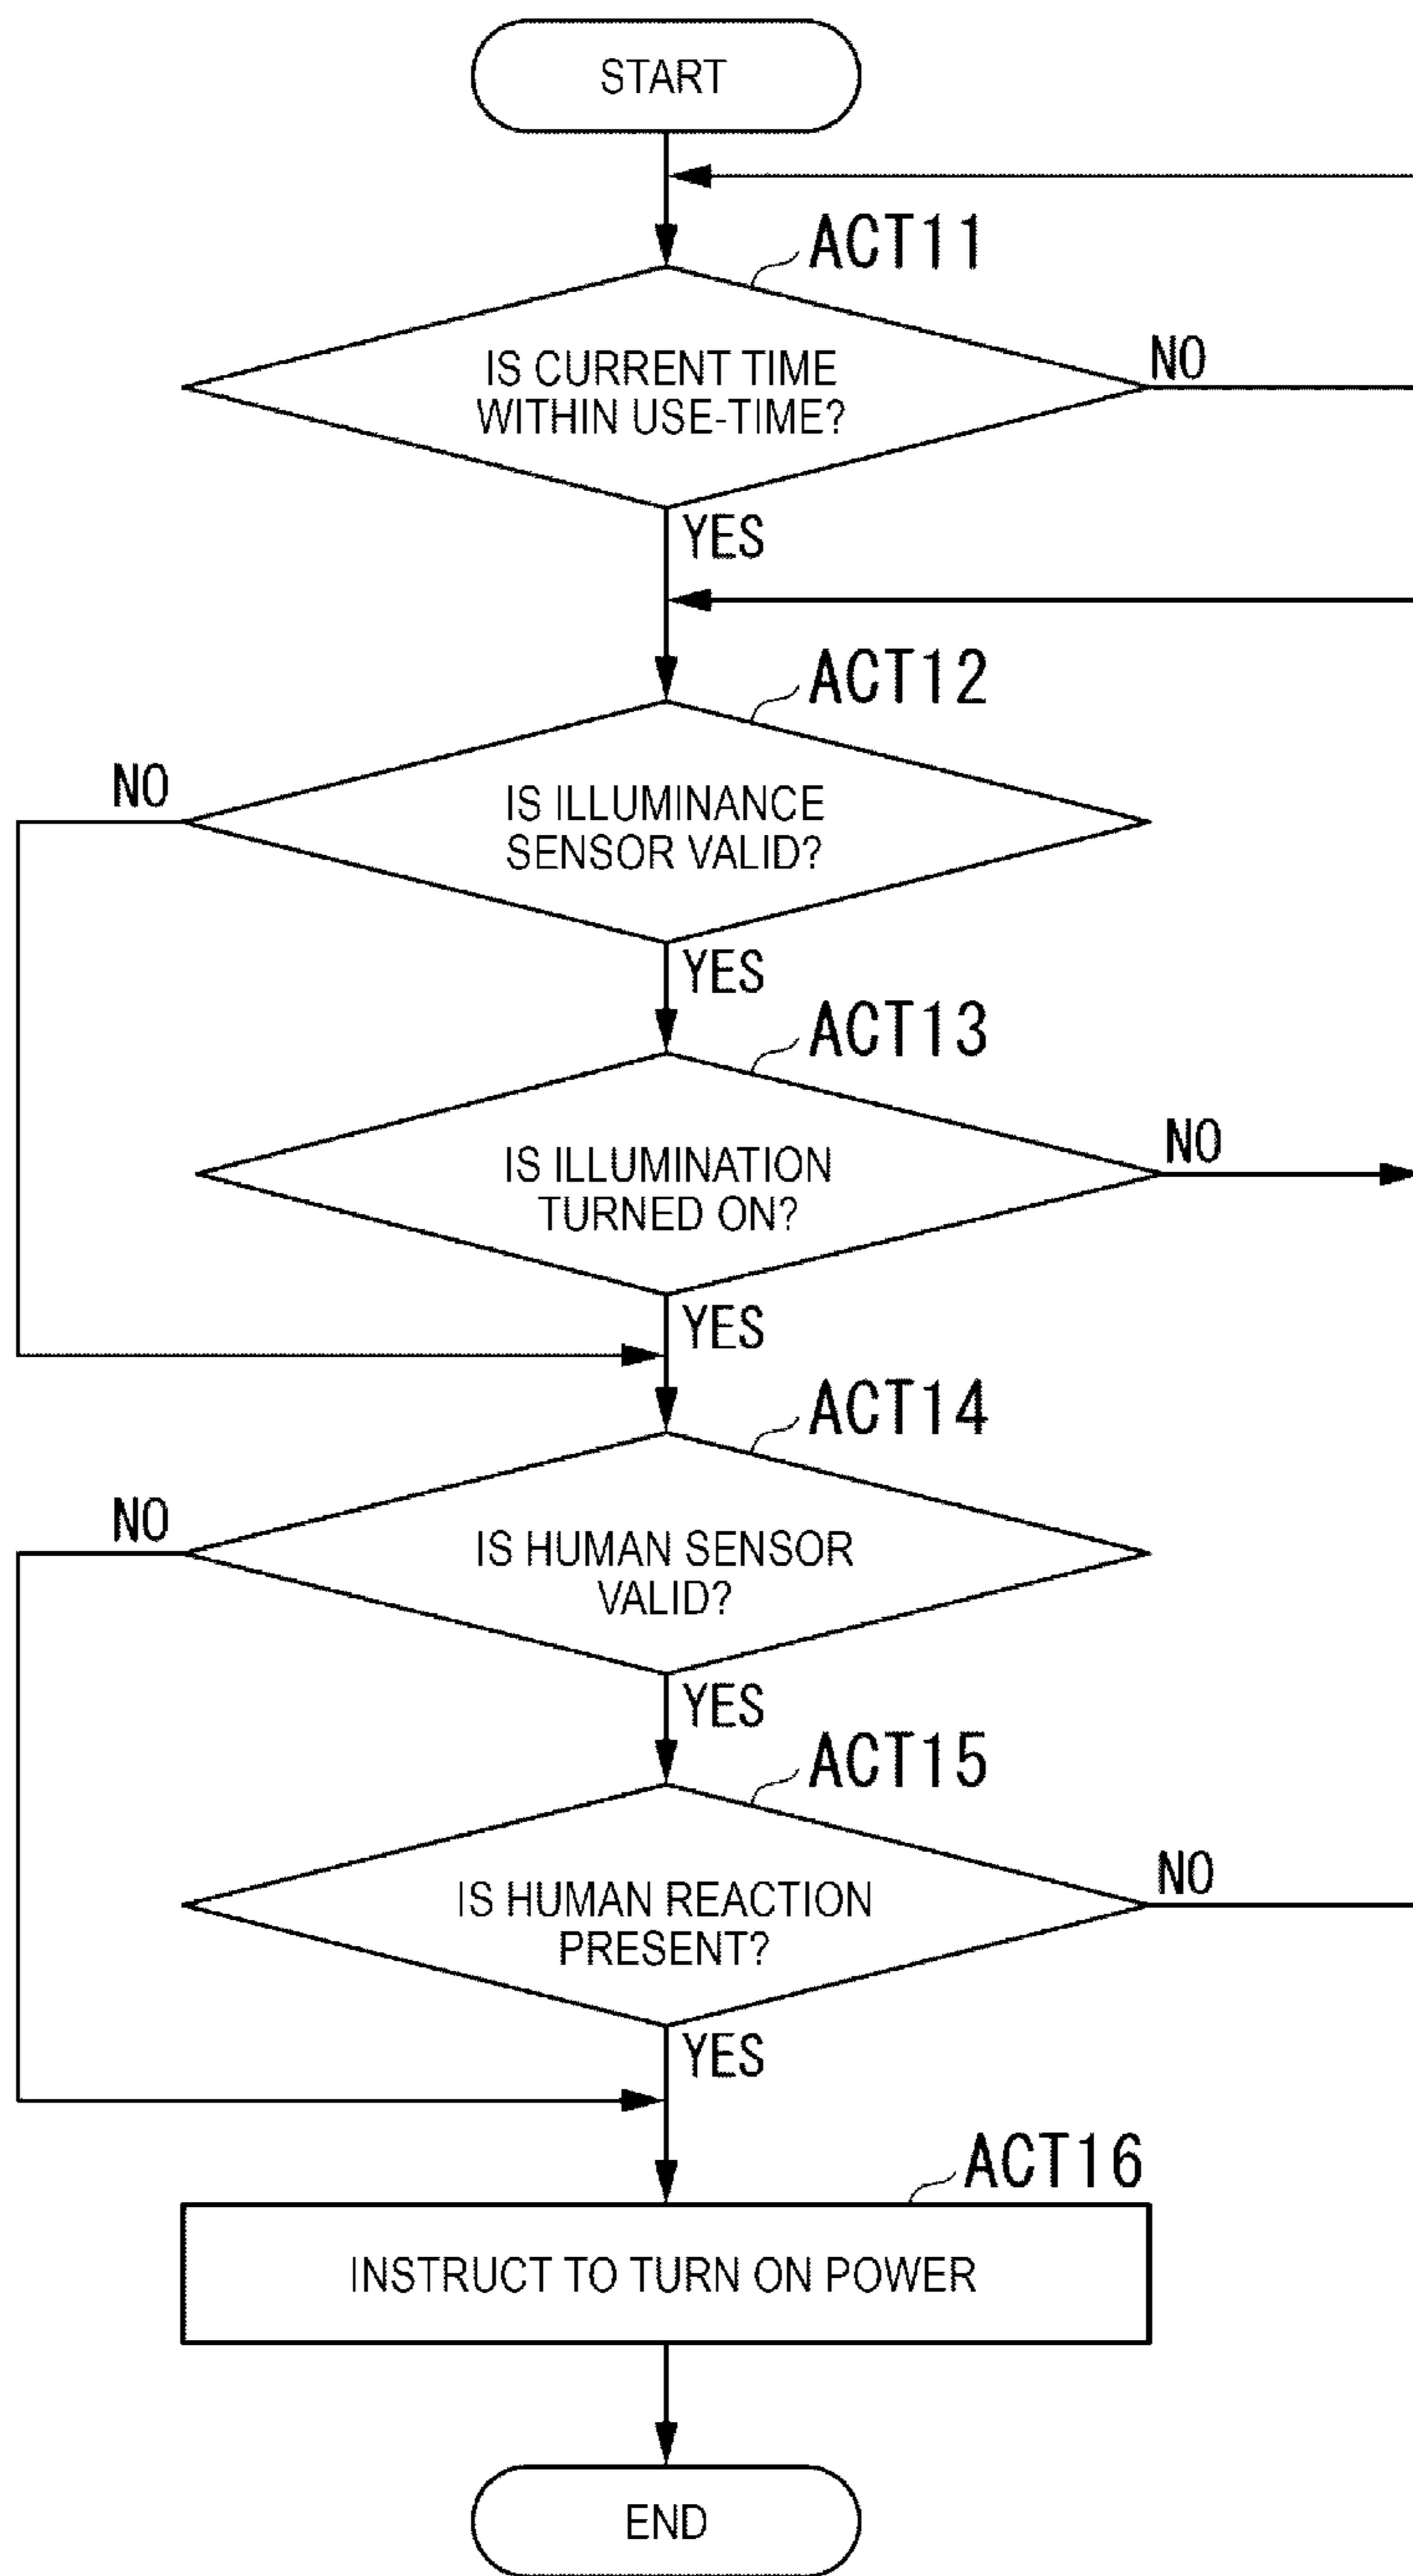 START
ACT11
IS CURRENT TIME
WITHIN USE-TIME?
NO
YES
ACT12
NO
IS ILLUMINANCE
SENSOR VALID?
YES
ACT13
IS ILLUMINATION
TURNED ON?
NO
YES
ACT14
NO
IS HUMAN SENSOR
VALID?
YES
ACT15
IS HUMAN REACTION
PRESENT?
NO
YES
ACT16
INSTRUCT TO TURN ON POWER
END